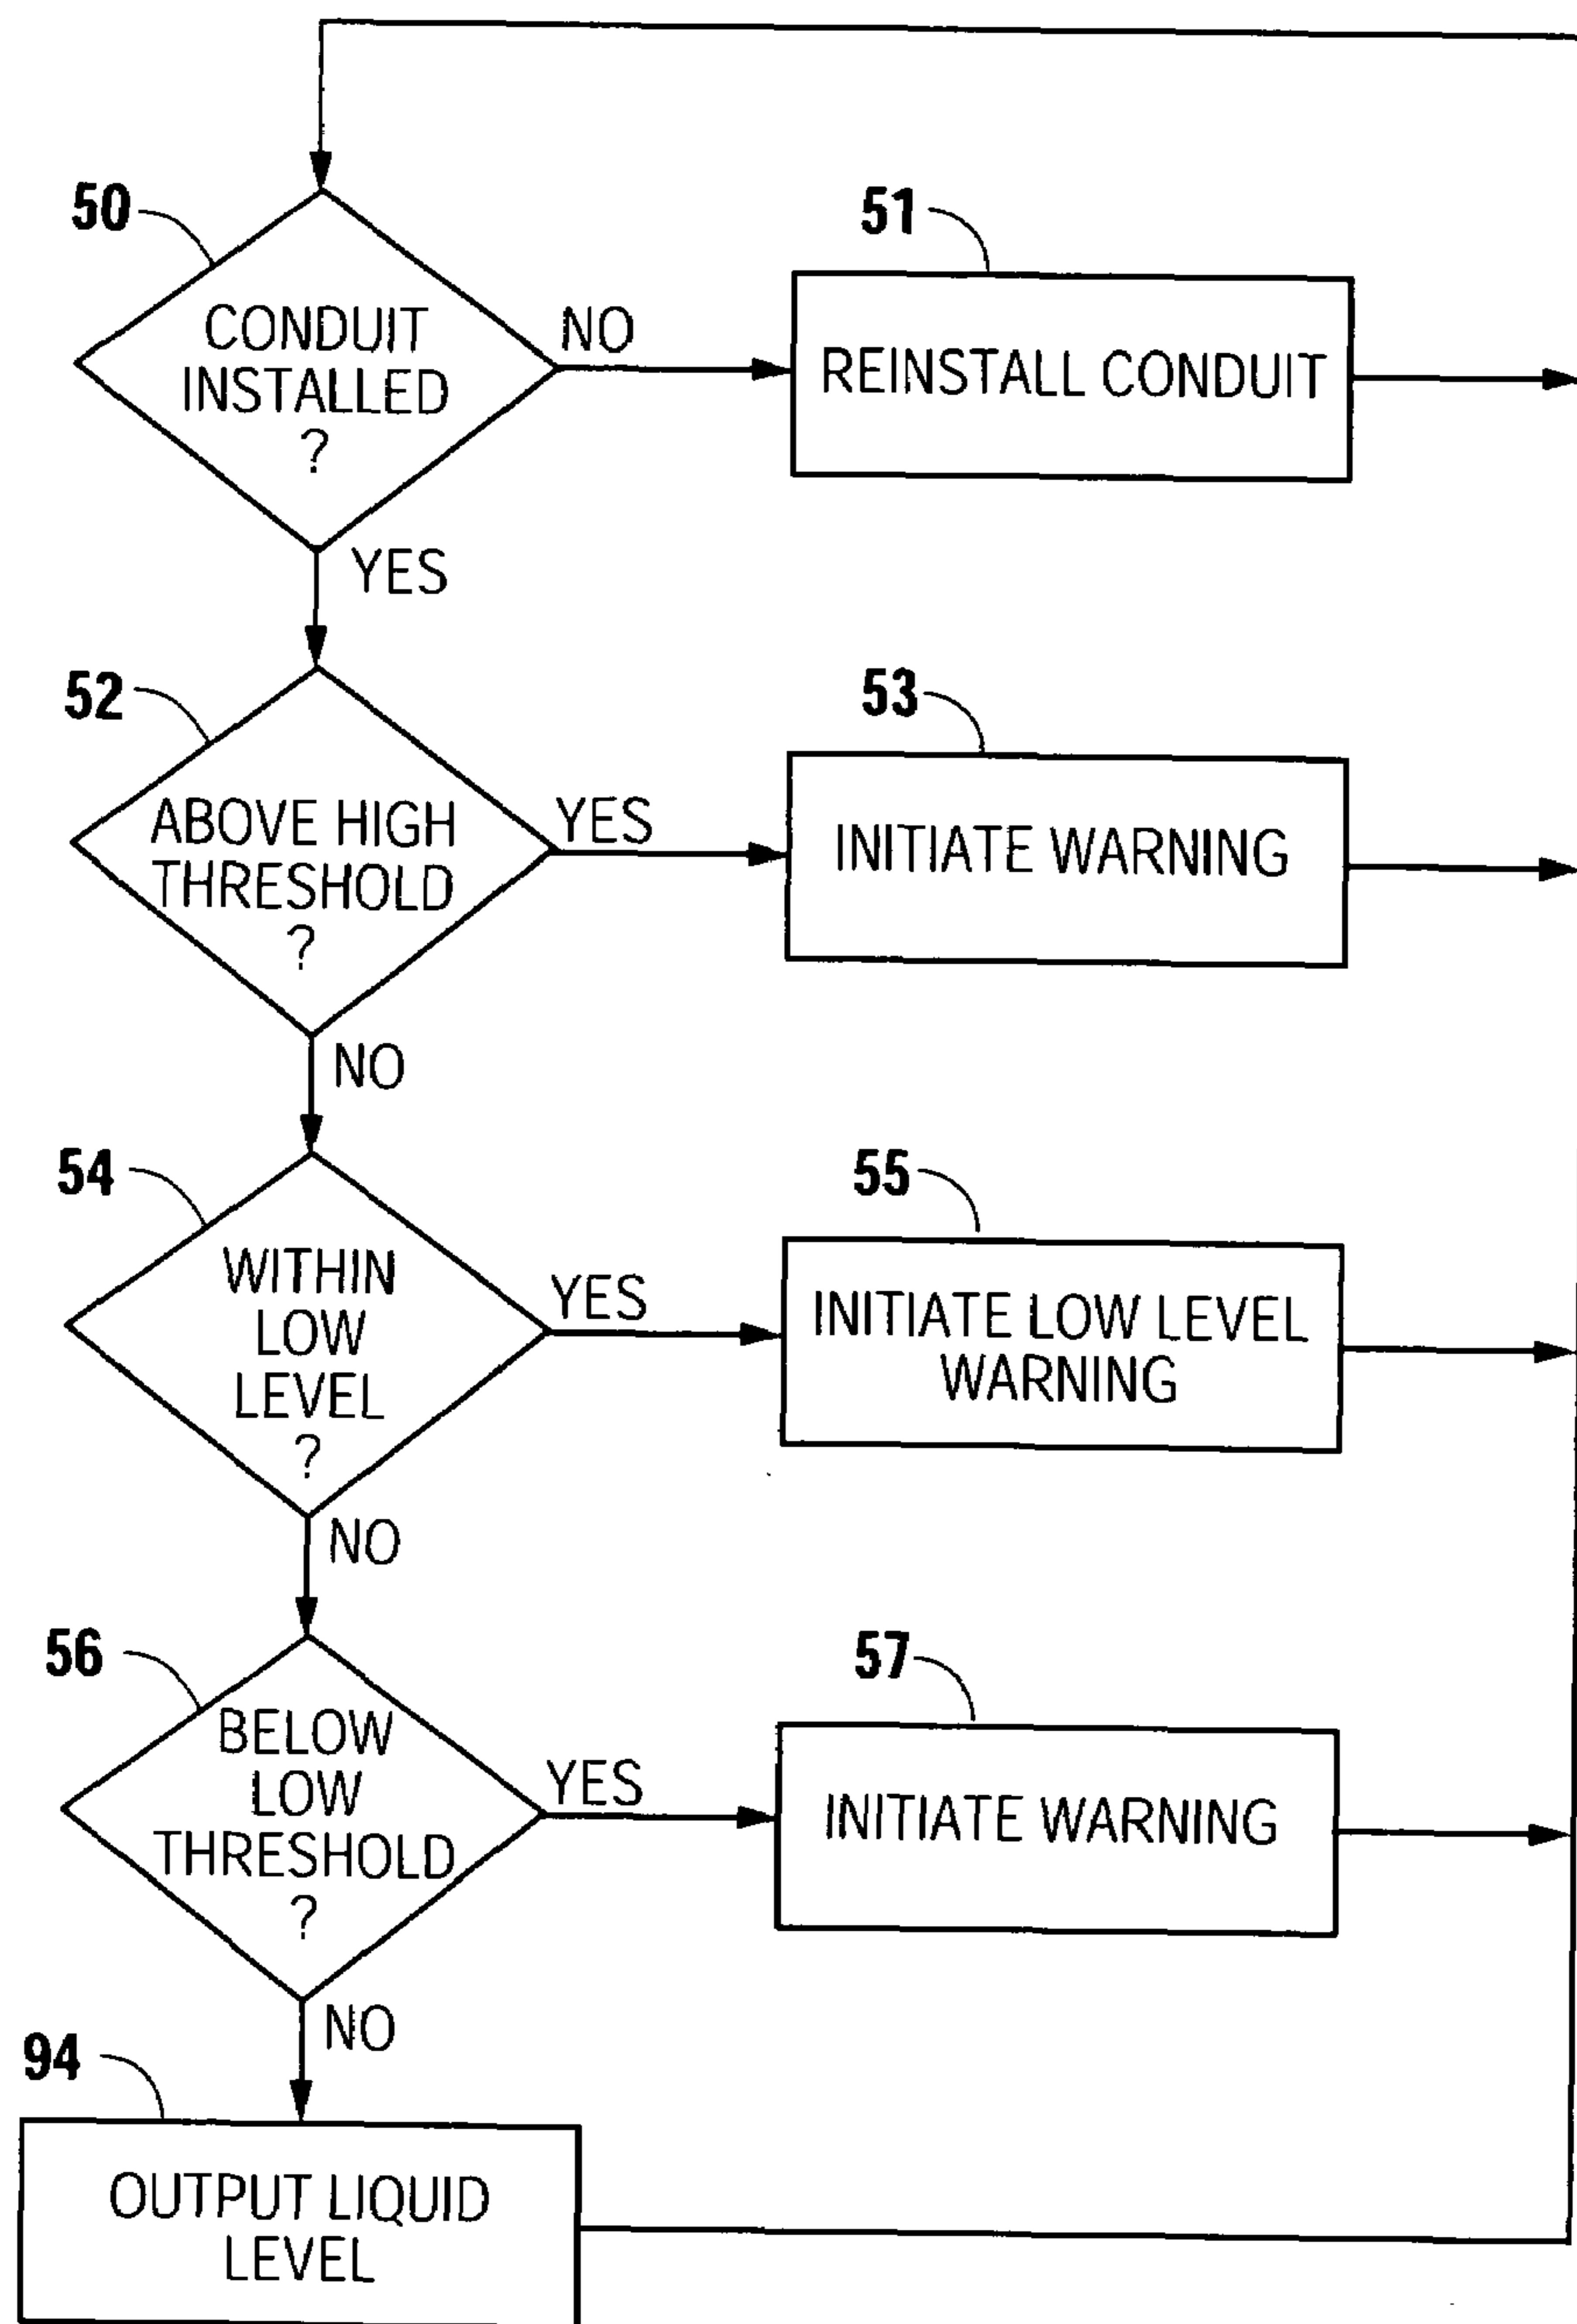 50
CONDUIT
INSTALLED
?
NO
51
REINSTALL CONDUIT
YES
52
ABOVE HIGH
THRESHOLD
?
YES
53
INITIATE WARNING
NO
54
WITHIN
LOW
LEVEL
?
YES
55
INITIATE LOW LEVEL
WARNING
NO
56
BELOW
LOW
THRESHOLD
?
YES
57
INITIATE WARNING
NO
94
OUTPUT LIQUID
LEVEL